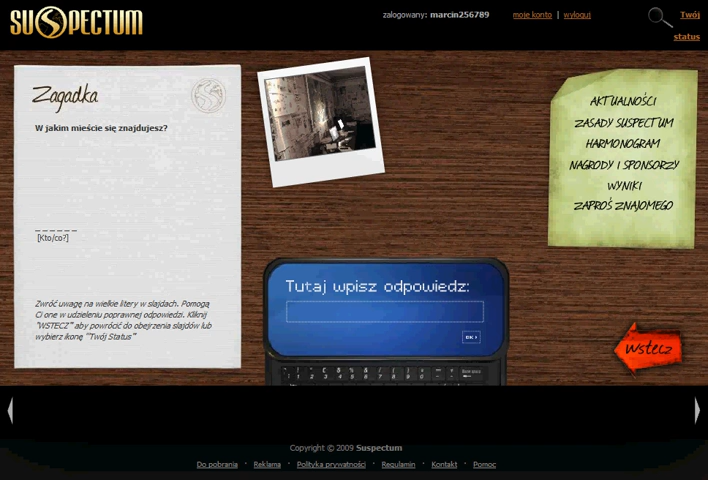 SUSPECTUM
zalogowany: marcin256789
moje konto | wyloguj
Twój
status
Zagadka
W jakim mieście się znajdujesz?
_ _ _ _ _ _
[Kto/co?]
Zwróć uwagę na wielkie litery w slajdach. Pomogą
Ci one w udzieleniu poprawnej odpowiedzi. Kliknij
"WSTECZ" aby powrócić do obejrzenia slajdów lub
wybierz ikonę "Twój Status"
AKTUALNOŚCI
ZASADY SUSPECTUM
HARMONOGRAM
NAGRODY I SPONSORZY
WYNIKI
ZAPROŚ ZNAJOMEGO
Tutaj wpisz odpowiedz:
OK >
wstecz
Copyright © 2009 Suspectum
Do pobrania · Reklama · Polityka prywatności · Regulamin · Kontakt · Pomoc